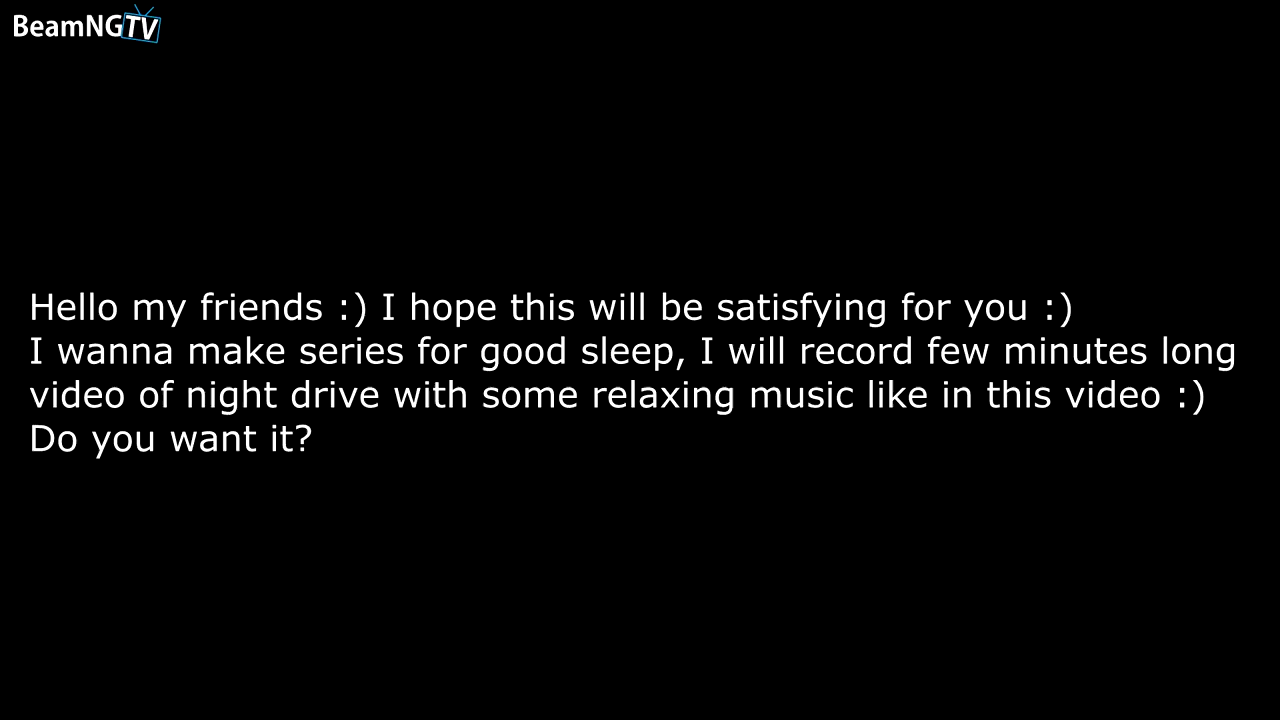 BeamNGTV
Hello my friends :) I hope this will be satisfying for you :)
I wanna make series for good sleep, I will record few minutes long
video of night drive with some relaxing music like in this video :)
Do you want it?